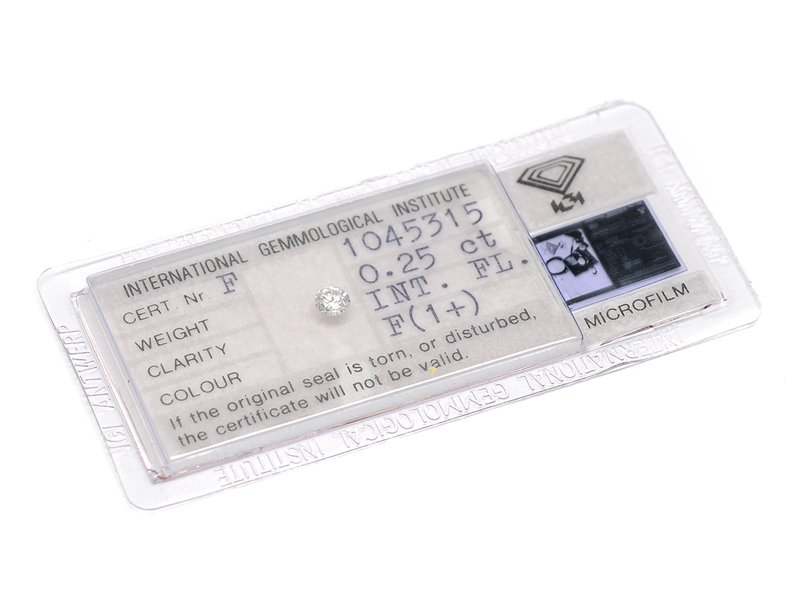 INTERNATIONAL GEMMOLOGICAL INSTITUTE
CERT. Nr F 1045315
WEIGHT 0.25 ct
CLARITY INT. FL.
COLOUR F(1+)
If the original seal is torn, or disturbed,
the certificate will not be valid.
IGI
MICROFILM
IGI ANTWERP
INTERNATIONAL GEMMOLOGICAL INSTITUTE